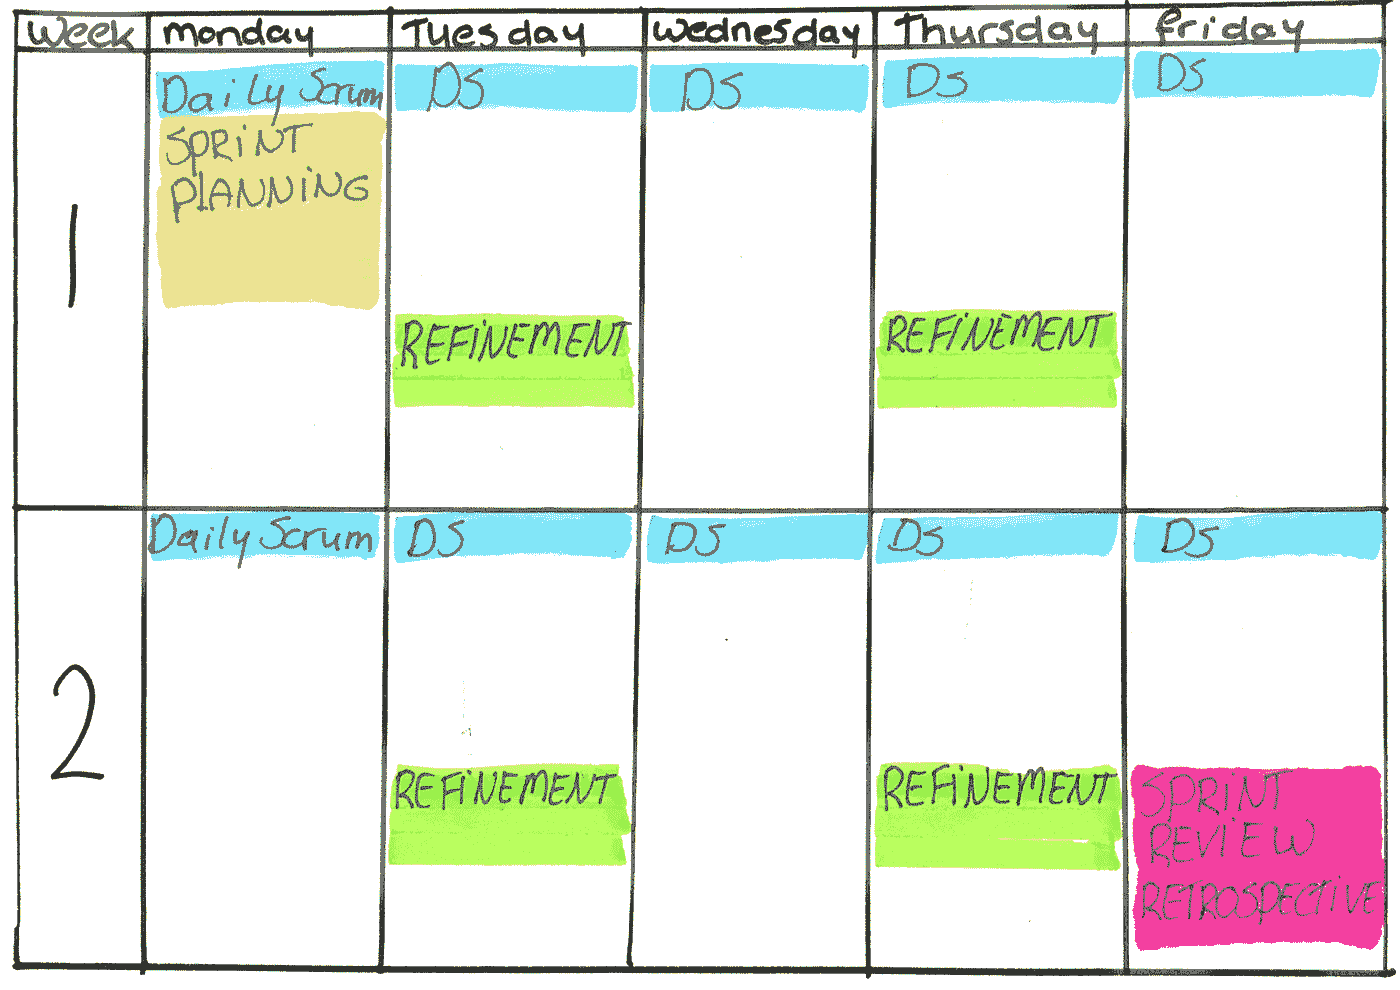 Week monday Tuesday wednesday Thursday friday
Daily Scrum DS DS DS DS
SPRiNT
PLANNiNG
1
REFiNEMENT REFiNEMENT
Daily Scrum DS DS DS DS
2
REFiNEMENT REFiNEMENT SPRiNT
REViEW
RETROSPECTiVE